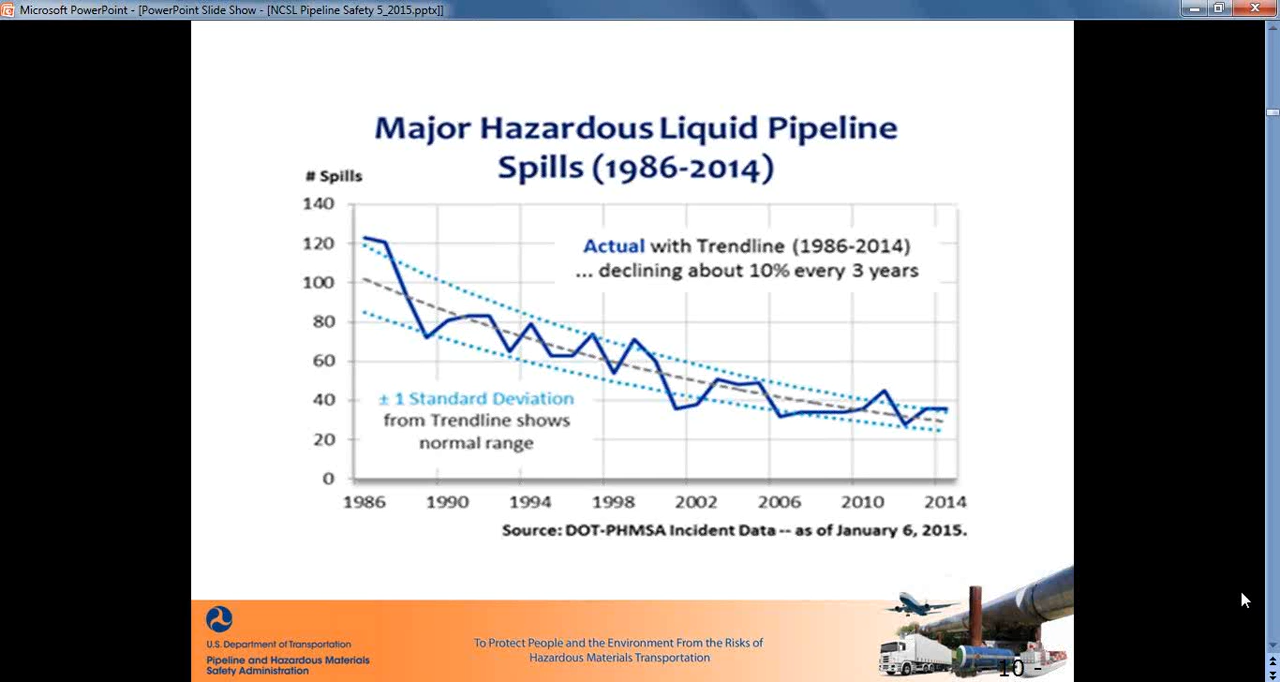 Microsoft PowerPoint - [PowerPoint Slide Show - [NCSL Pipeline Safety 5_2015.pptx]]
Major Hazardous Liquid Pipeline
Spills (1986-2014)
# Spills
140
120
100
80
60
40
20
0
Actual with Trendline (1986-2014)
... declining about 10% every 3 years
± 1 Standard Deviation
from Trendline shows
normal range
1986 1990 1994 1998 2002 2006 2010 2014
Source: DOT-PHMSA Incident Data -- as of January 6, 2015.
U.S. Department of Transportation
Pipeline and Hazardous Materials
Safety Administration
To Protect People and the Environment From the Risks of
Hazardous Materials Transportation
- 10 -